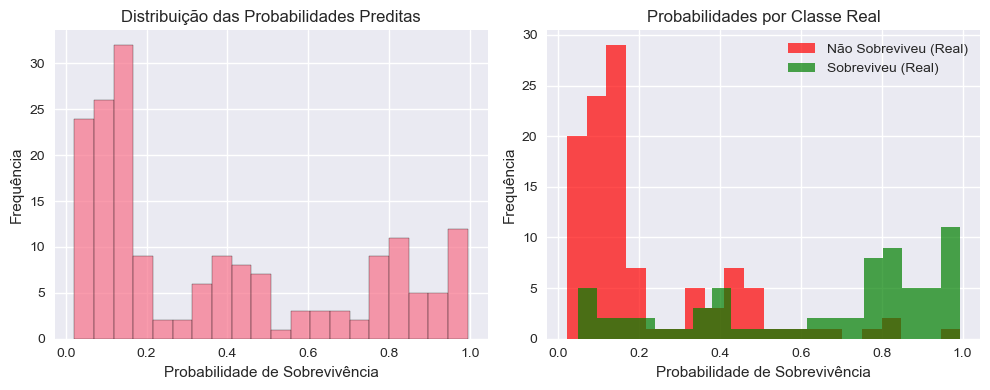 Distribuição das Probabilidades Preditas
Frequência
30
25
20
15
10
5
0
0.0 0.2 0.4 0.6 0.8 1.0
Probabilidade de Sobrevivência
Probabilidades por Classe Real
Não Sobreviveu (Real)
Sobreviveu (Real)
Frequência
30
25
20
15
10
5
0
0.0 0.2 0.4 0.6 0.8 1.0
Probabilidade de Sobrevivência